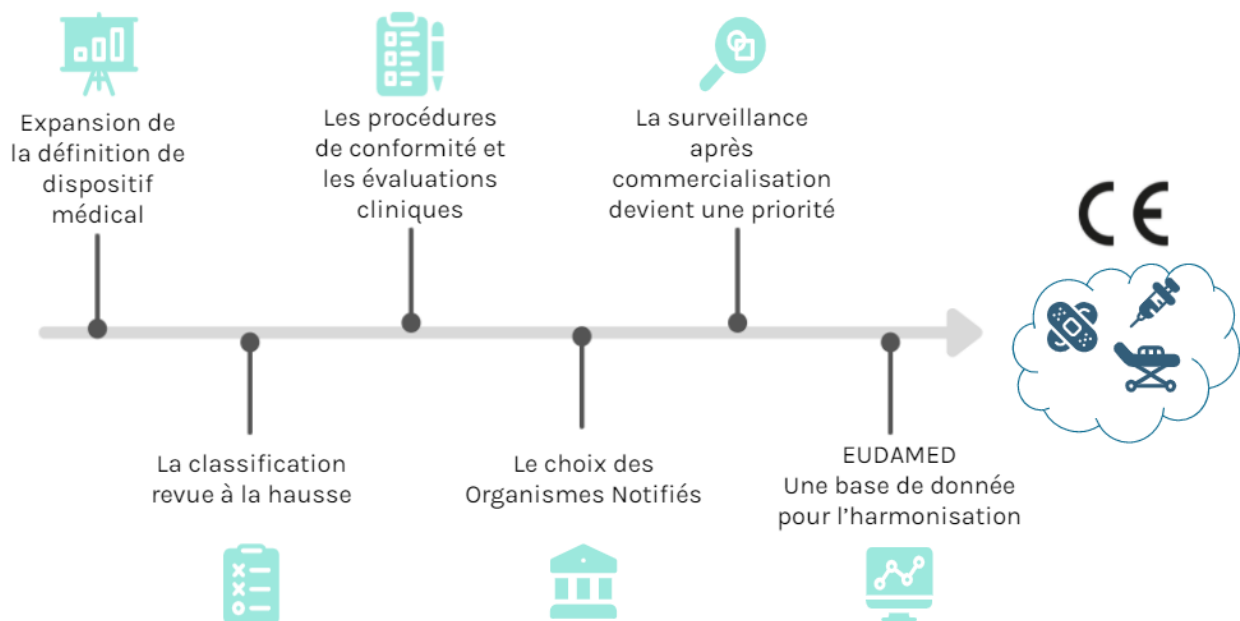 Expansion de
la définition de
dispositif
médical
Les procédures
de conformité et
les évaluations
cliniques
La surveillance
après
commercialisation
devient une priorité
CE
La classification
revue à la hausse
Le choix des
Organismes Notifiés
EUDAMED
Une base de donnée
pour l’harmonisation